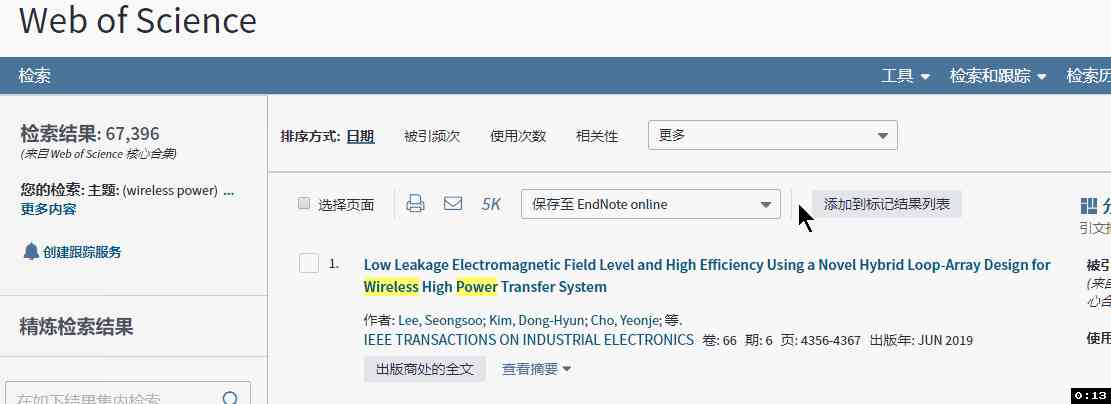 Web of Science
检索 工具 检索和跟踪 检索历
检索结果: 67,396
(来自 Web of Science 核心合集)
您的检索: 主题: (wireless power) ...
更多内容
创建跟踪服务
精炼检索结果
在如下结果集内检索
排序方式: 日期 被引频次 使用次数 相关性 更多
选择页面 5K 保存至 EndNote online 添加到标记结果列表
1. Low Leakage Electromagnetic Field Level and High Efficiency Using a Novel Hybrid Loop-Array Design for
Wireless High Power Transfer System
作者: Lee, Seongsoo; Kim, Dong-Hyun; Cho, Yeonje; 等.
IEEE TRANSACTIONS ON INDUSTRIAL ELECTRONICS 卷: 66 期: 6 页: 4356-4367 出版年: JUN 2019
出版商处的全文 查看摘要
分
引文报
被引
(来自
心合
使用
0:13